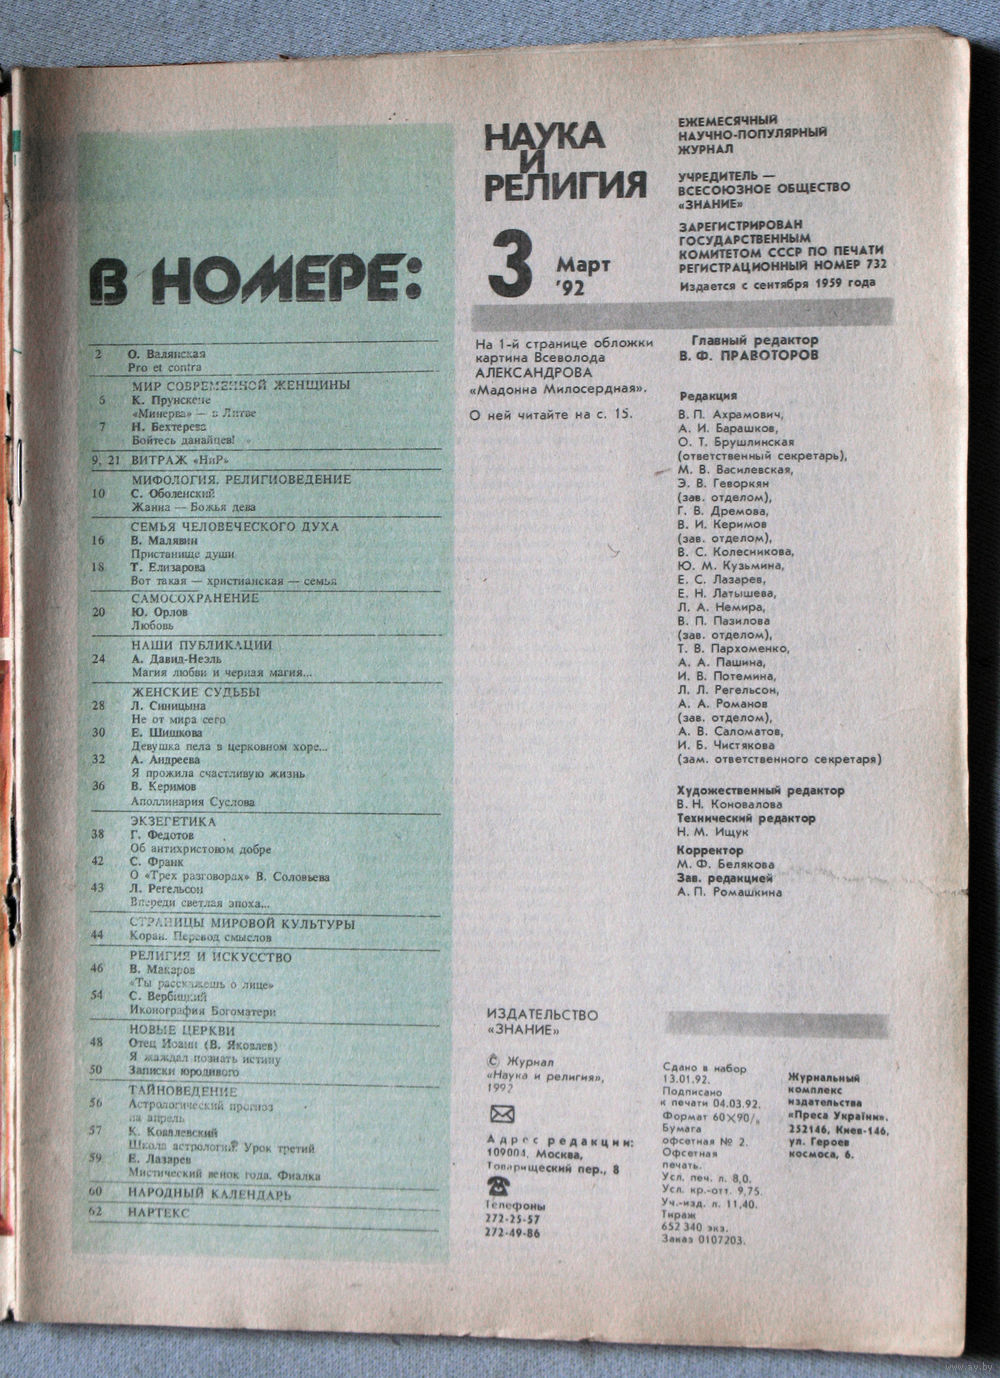 В НОМЕРЕ:
2 О. Валянская
Pro et contra
МИР СОВРЕМЕННОЙ ЖЕНЩИНЫ
5 К. Прунскене
«Минерва» — в Литве
7 Н. Бехтерева
Бойтесь данайцев!
9, 21 ВИТРАЖ «НиР»
МИФОЛОГИЯ. РЕЛИГИОВЕДЕНИЕ
10 С. Оболенский
Жанна — Божья дева
СЕМЬЯ ЧЕЛОВЕЧЕСКОГО ДУХА
16 В. Малявин
Пристанище души
18 Т. Елизарова
Вот такая — христианская — семья
САМОСОХРАНЕНИЕ
20 Ю. Орлов
Любовь
НАШИ ПУБЛИКАЦИИ
24 А. Давид-Неэль
Магия любви и черная магия...
ЖЕНСКИЕ СУДЬБЫ
28 Л. Синицына
Не от мира сего
30 Е. Шишкова
Девушка пела в церковном хоре...
32 А. Андреева
Я прожила счастливую жизнь
36 В. Керимов
Аполлинария Суслова
ЭКЗЕГЕТИКА
38 Г. Федотов
Об антихристовом добре
42 С. Франк
О «Трех разговорах» В. Соловьева
43 Л. Регельсон
Впереди светлая эпоха...
СТРАНИЦЫ МИРОВОЙ КУЛЬТУРЫ
44 Коран. Перевод смыслов
РЕЛИГИЯ И ИСКУССТВО
46 В. Макаров
«Ты расскажешь о лице»
54 С. Вербицкий
Иконография Богоматери
НОВЫЕ ЦЕРКВИ
48 Отец Иоанн (В. Яковлев)
Я жаждал познать истину
50 Записки юродивого
ТАЙНОВЕДЕНИЕ
56 Астрологический прогноз
на апрель
57 К. Ковалевский
Школа астрологии. Урок третий
59 Е. Лазарев
Мистический венок года. Фиалка
60 НАРОДНЫЙ КАЛЕНДАРЬ
62 НАРТЕКС
НАУКА
И
РЕЛИГИЯ
3 Март
'92
На 1-й странице обложки
картина Всеволода
АЛЕКСАНДРОВА
«Мадонна Милосердная».
О ней читайте на с. 15.
ИЗДАТЕЛЬСТВО
«ЗНАНИЕ»
© Журнал
«Наука и религия»,
1992
Адрес редакции:
109004, Москва,
Товарищеский пер., 8
Телефоны
272-25-57
272-49-86
ЕЖЕМЕСЯЧНЫЙ
НАУЧНО-ПОПУЛЯРНЫЙ
ЖУРНАЛ
УЧРЕДИТЕЛЬ —
ВСЕСОЮЗНОЕ ОБЩЕСТВО
«ЗНАНИЕ»
ЗАРЕГИСТРИРОВАН
ГОСУДАРСТВЕННЫМ
КОМИТЕТОМ СССР ПО ПЕЧАТИ
РЕГИСТРАЦИОННЫЙ НОМЕР 732
Издается с сентября 1959 года
Главный редактор
В. Ф. ПРАВОТОРОВ
Редакция
В. П. Ахрамович,
А. И. Барашков,
О. Т. Брушлинская
(ответственный секретарь),
М. В. Василевская,
Э. В. Геворкян
(зав. отделом),
Г. В. Дремова,
В. И. Керимов
(зав. отделом),
В. С. Колесникова,
Ю. М. Кузьмина,
Е. С. Лазарев,
Е. Н. Латышева,
Л. А. Немира,
В. П. Пазилова
(зав. отделом),
Т. В. Пархоменко,
А. А. Пашина,
И. В. Потемина,
Л. Л. Регельсон,
А. А. Романов
(зав. отделом),
А. В. Саломатов,
И. Б. Чистякова
(зам. ответственного секретаря)
Художественный редактор
В. Н. Коновалова
Технический редактор
Н. М. Ищук
Корректор
М. Ф. Белякова
Зав. редакцией
А. П. Ромашкина
Сдано в набор
13.01.92.
Подписано
к печати 04.03.92.
Формат 60×90/8
Бумага
офсетная № 2.
Офсетная
печать.
Усл. печ. л. 8,0.
Усл. кр.-отт. 9,75.
Уч.-изд. л. 11,40.
Тираж
652 340 экз.
Заказ 0107203.
Журнальный
комплекс
издательства
«Преса України».
252146, Киев-146,
ул. Героев
космоса, 6.
www.ay.by